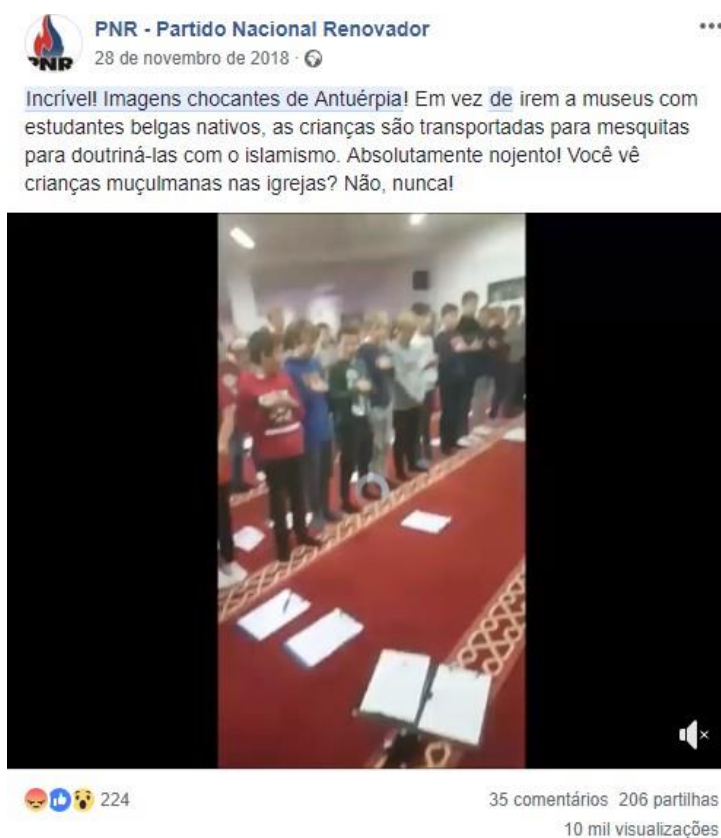 PNR - Partido Nacional Renovador
28 de novembro de 2018
PNR
Incrível! Imagens chocantes de Antuérpia! Em vez de irem a museus com
estudantes belgas nativos, as crianças são transportadas para mesquitas
para doutriná-las com o islamismo. Absolutamente nojento! Você vê
crianças muçulmanas nas igrejas? Não, nunca!
224
35 comentários 206 partilhas
10 mil visualizações